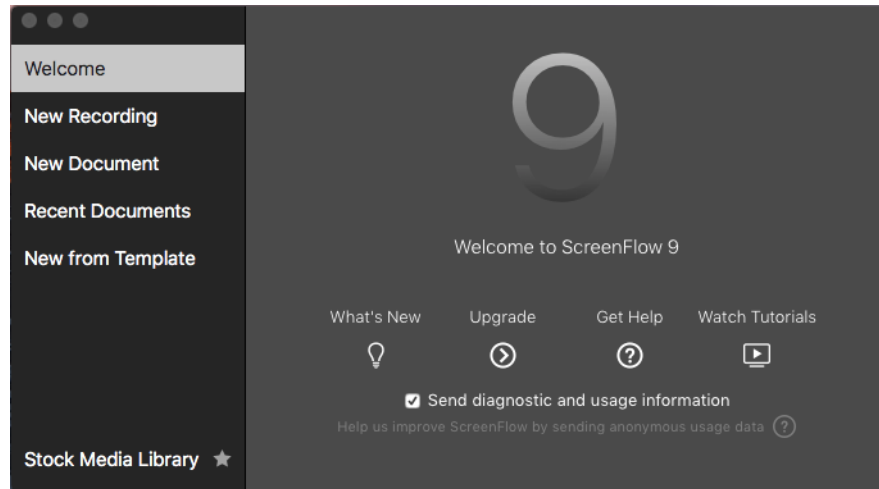 Welcome
New Recording
New Document
Recent Documents
New from Template
Stock Media Library
9
Welcome to ScreenFlow 9
What's New Upgrade Get Help Watch Tutorials
Send diagnostic and usage information
Help us improve ScreenFlow by sending anonymous usage data ?